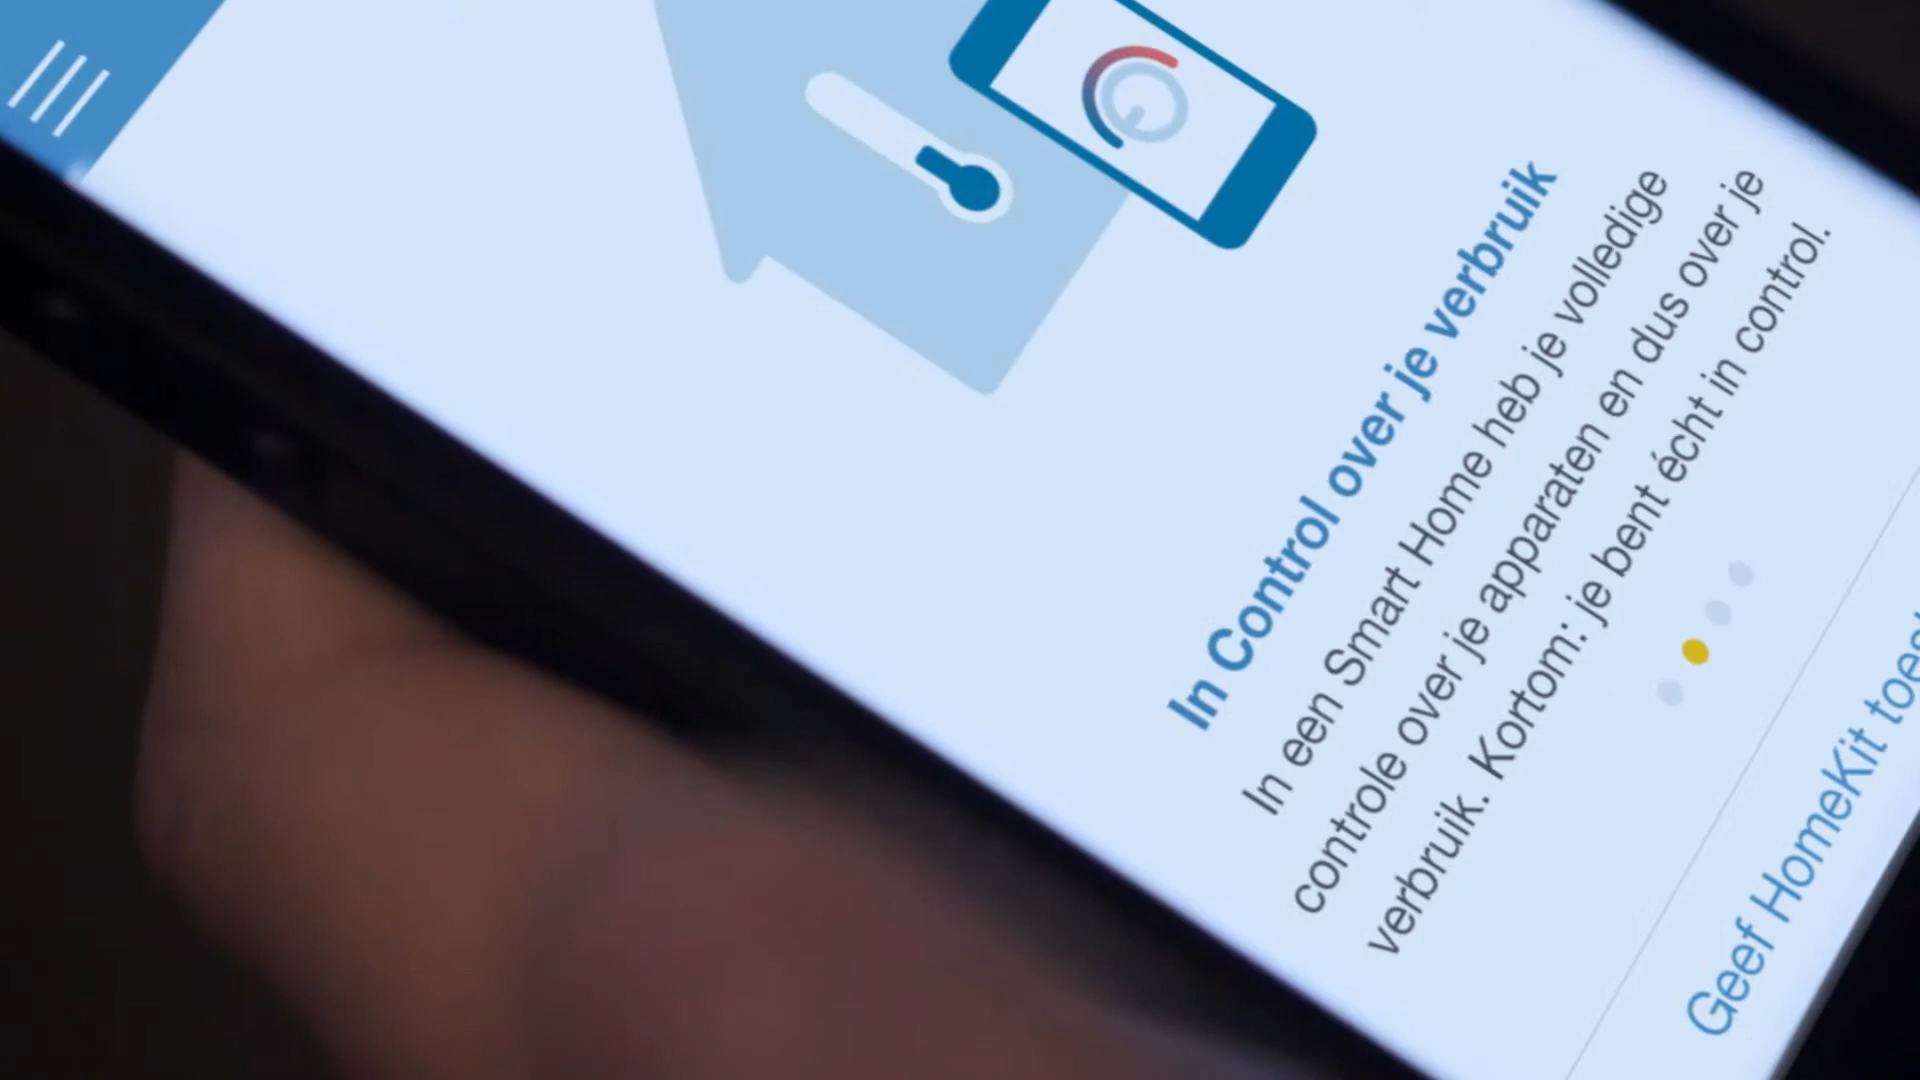 In Control over je verbruik
In een Smart Home heb je volledige
controle over je apparaten en dus over je
verbruik. Kortom: je bent écht in control.
Geef HomeKit